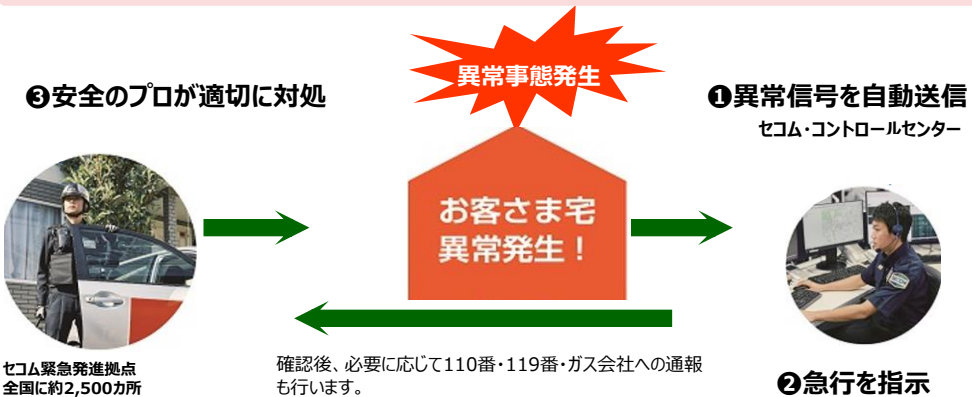 異常事態発生
❸安全のプロが適切に対処
❶異常信号を自動送信
セコム・コントロールセンター
お客さま宅
異常発生！
セコム緊急発進拠点
全国に約2,500カ所
確認後、必要に応じて110番・119番・ガス会社への通報
も行います。
❷急行を指示